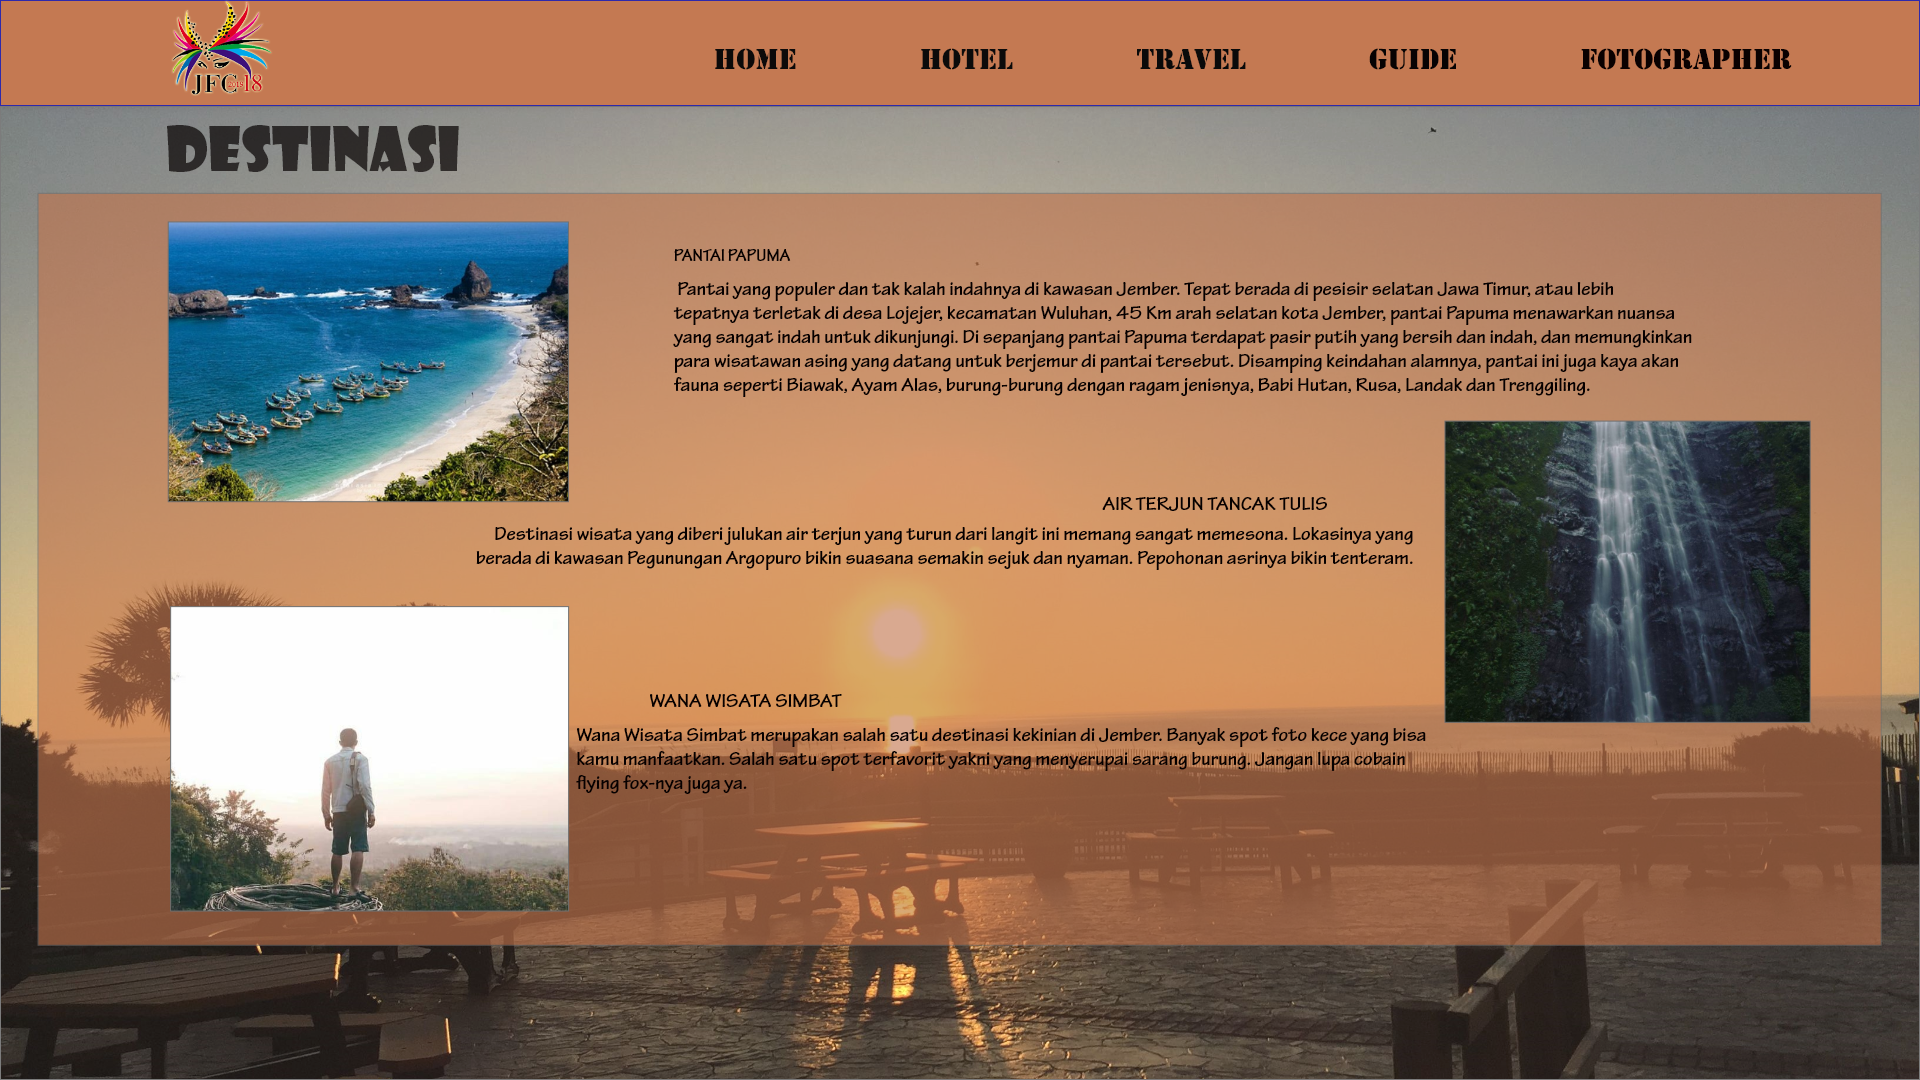 JFC 18
HOME HOTEL TRAVEL GUIDE FOTOGRAPHER
DESTINASI
PANTAI PAPUMA
Pantai yang populer dan tak kalah indahnya di kawasan Jember. Tepat berada di pesisir selatan Jawa Timur, atau lebih
tepatnya terletak di desa Lojejer, kecamatan Wuluhan, 45 Km arah selatan kota Jember, pantai Papuma menawarkan nuansa
yang sangat indah untuk dikunjungi. Di sepanjang pantai Papuma terdapat pasir putih yang bersih dan indah, dan memungkinkan
para wisatawan asing yang datang untuk berjemur di pantai tersebut. Disamping keindahan alamnya, pantai ini juga kaya akan
fauna seperti Biawak, Ayam Alas, burung-burung dengan ragam jenisnya, Babi Hutan, Rusa, Landak dan Trenggiling.
AIR TERJUN TANCAK TULIS
Destinasi wisata yang diberi julukan air terjun yang turun dari langit ini memang sangat memesona. Lokasinya yang
berada di kawasan Pegunungan Argopuro bikin suasana semakin sejuk dan nyaman. Pepohonan asrinya bikin tenteram.
WANA WISATA SIMBAT
Wana Wisata Simbat merupakan salah satu destinasi kekinian di Jember. Banyak spot foto kece yang bisa
kamu manfaatkan. Salah satu spot terfavorit yakni yang menyerupai sarang burung. Jangan lupa cobain
flying fox-nya juga ya.